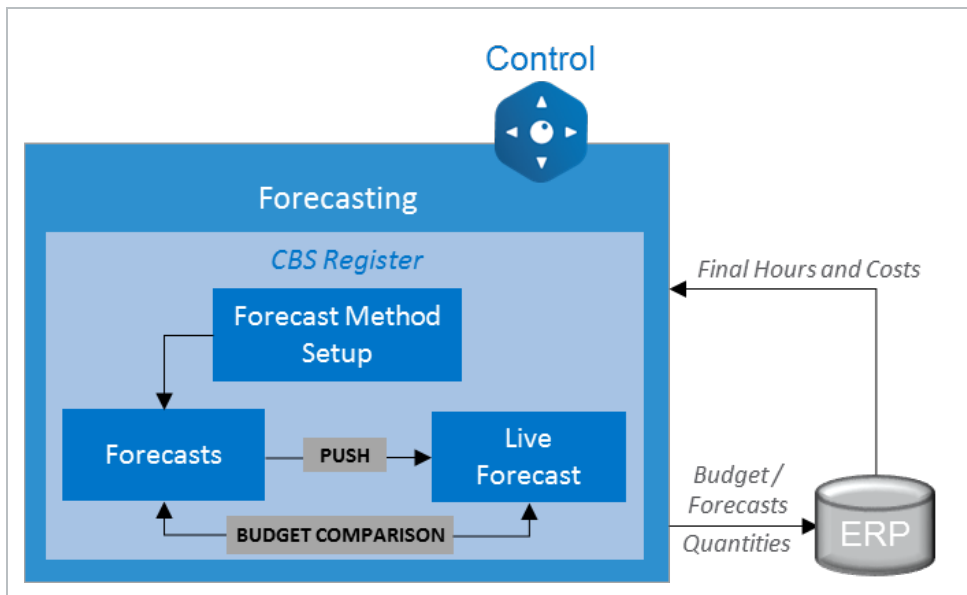 Control
Forecasting
CBS Register
Forecast Method
Setup
Forecasts
PUSH
Live
Forecast
BUDGET COMPARISON
Final Hours and Costs
Budget /
Forecasts
Quantities
ERP